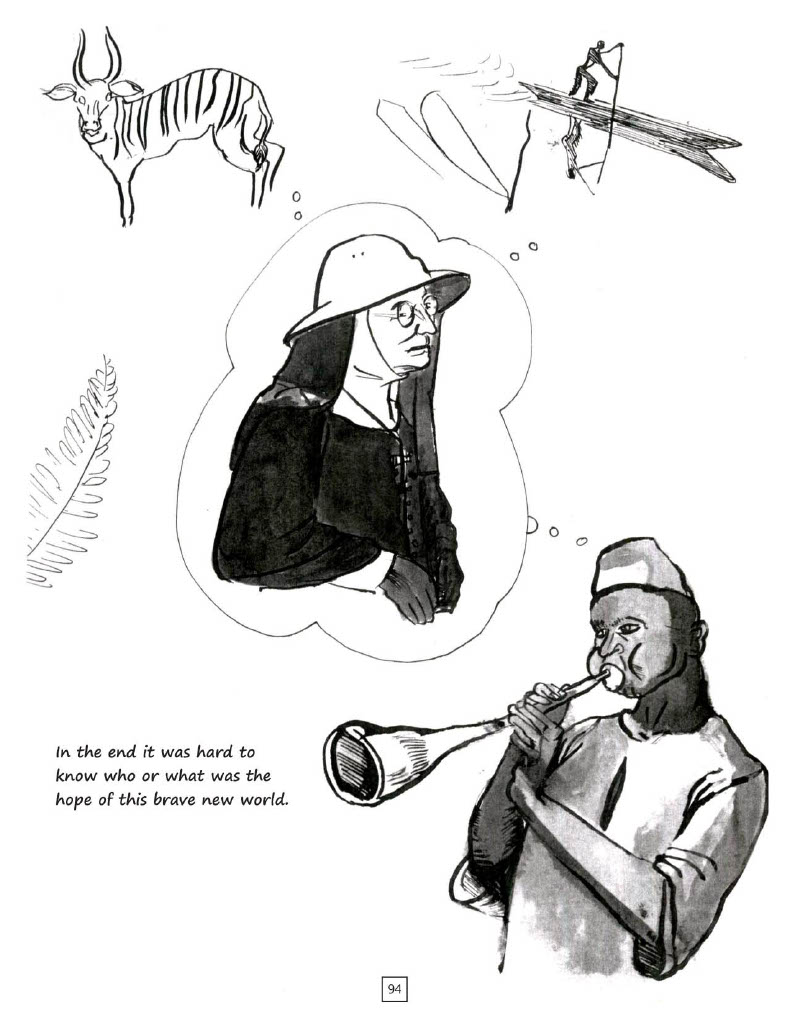 In the end it was hard to
know who or what was the
hope of this brave new world.
94